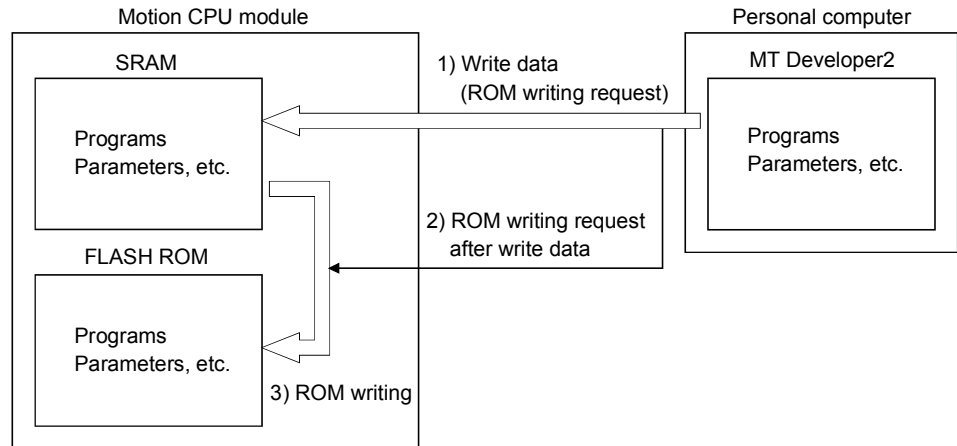 Motion CPU module
Personal computer
SRAM
Programs
Parameters, etc.
1) Write data
(ROM writing request)
MT Developer2
Programs
Parameters, etc.
2) ROM writing request
after write data
FLASH ROM
Programs
Parameters, etc.
3) ROM writing